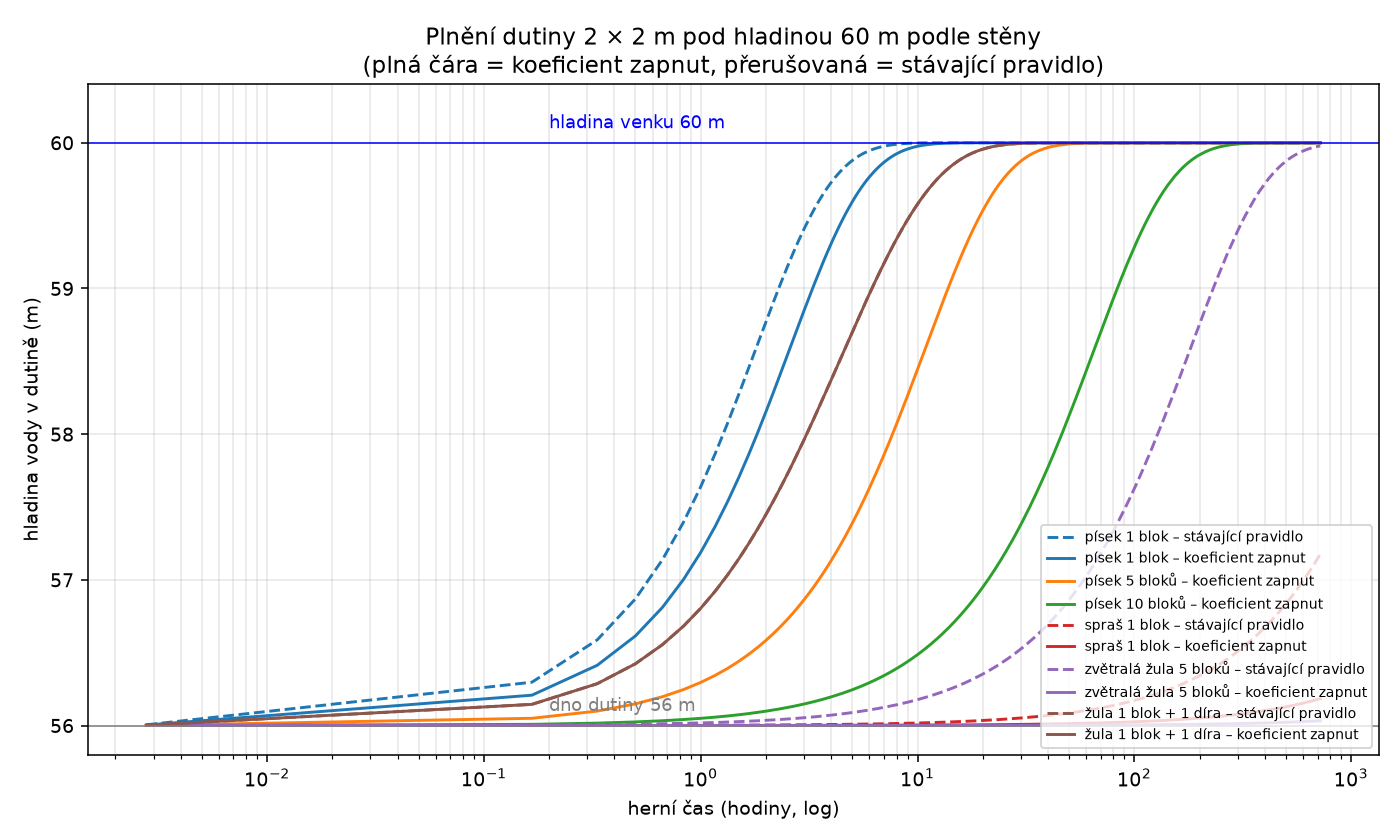 Plnění dutiny 2 × 2 m pod hladinou 60 m podle stěny
(plná čára = koeficient zapnut, přerušovaná = stávající pravidlo)
hladina venku 60 m
60
59
58
57
56
hladina vody v dutině (m)
dno dutiny 56 m
písek 1 blok – stávající pravidlo
písek 1 blok – koeficient zapnut
písek 5 bloků – koeficient zapnut
písek 10 bloků – koeficient zapnut
spraš 1 blok – stávající pravidlo
spraš 1 blok – koeficient zapnut
zvětralá žula 5 bloků – stávající pravidlo
zvětralá žula 5 bloků – koeficient zapnut
žula 1 blok + 1 díra – stávající pravidlo
žula 1 blok + 1 díra – koeficient zapnut
10⁻² 10⁻¹ 10⁰ 10¹ 10² 10³
herní čas (hodiny, log)